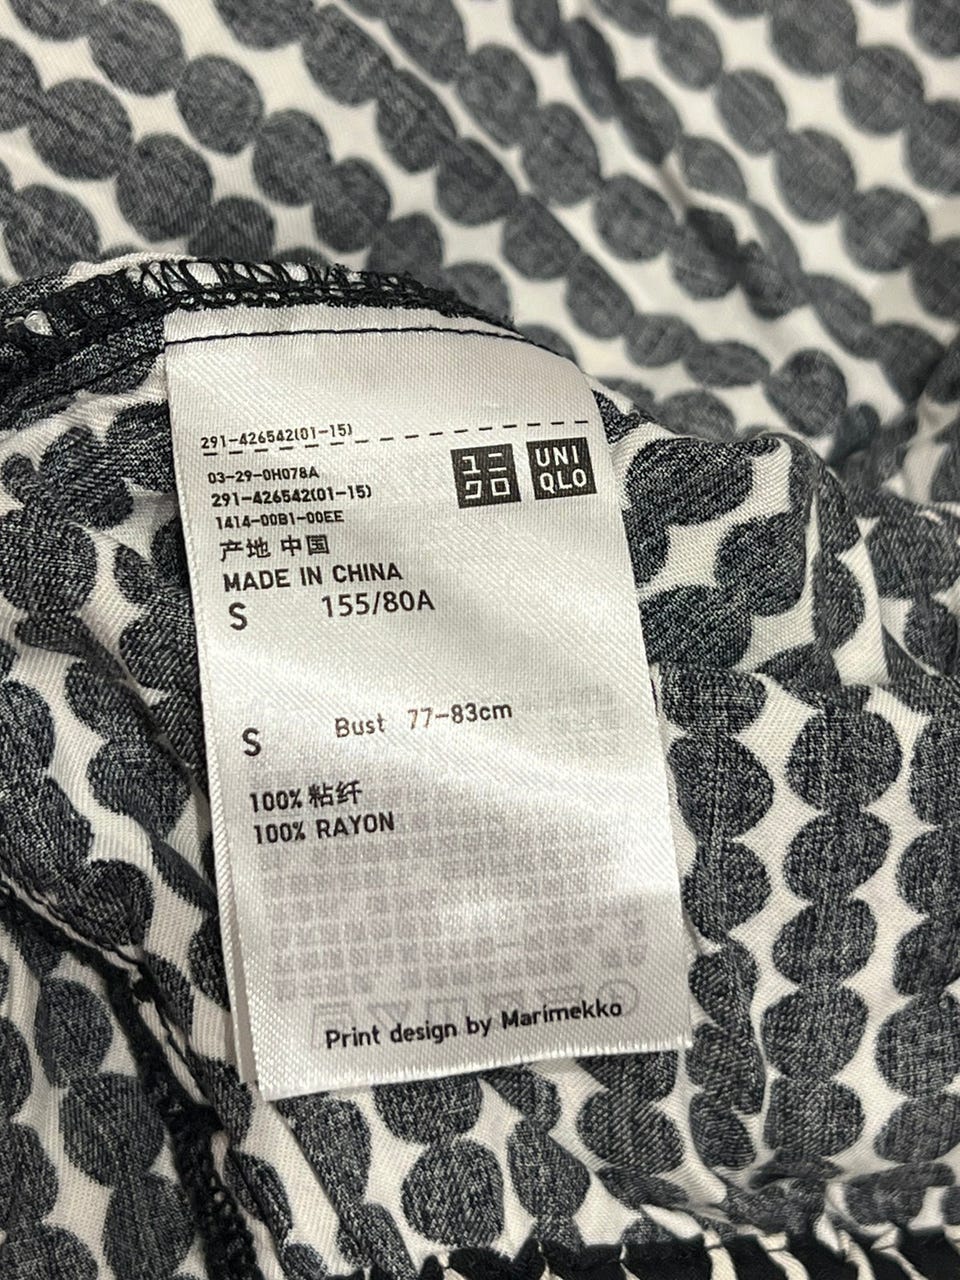 291-426542(01-15)
03-29-0H078A
291-426542(01-15)
1414-00B1-00EE
ユニ
クロ
UNI
QLO
产地 中国
MADE IN CHINA
S 155/80A
S Bust 77-83cm
100% 粘纤
100% RAYON
Print design by Marimekko